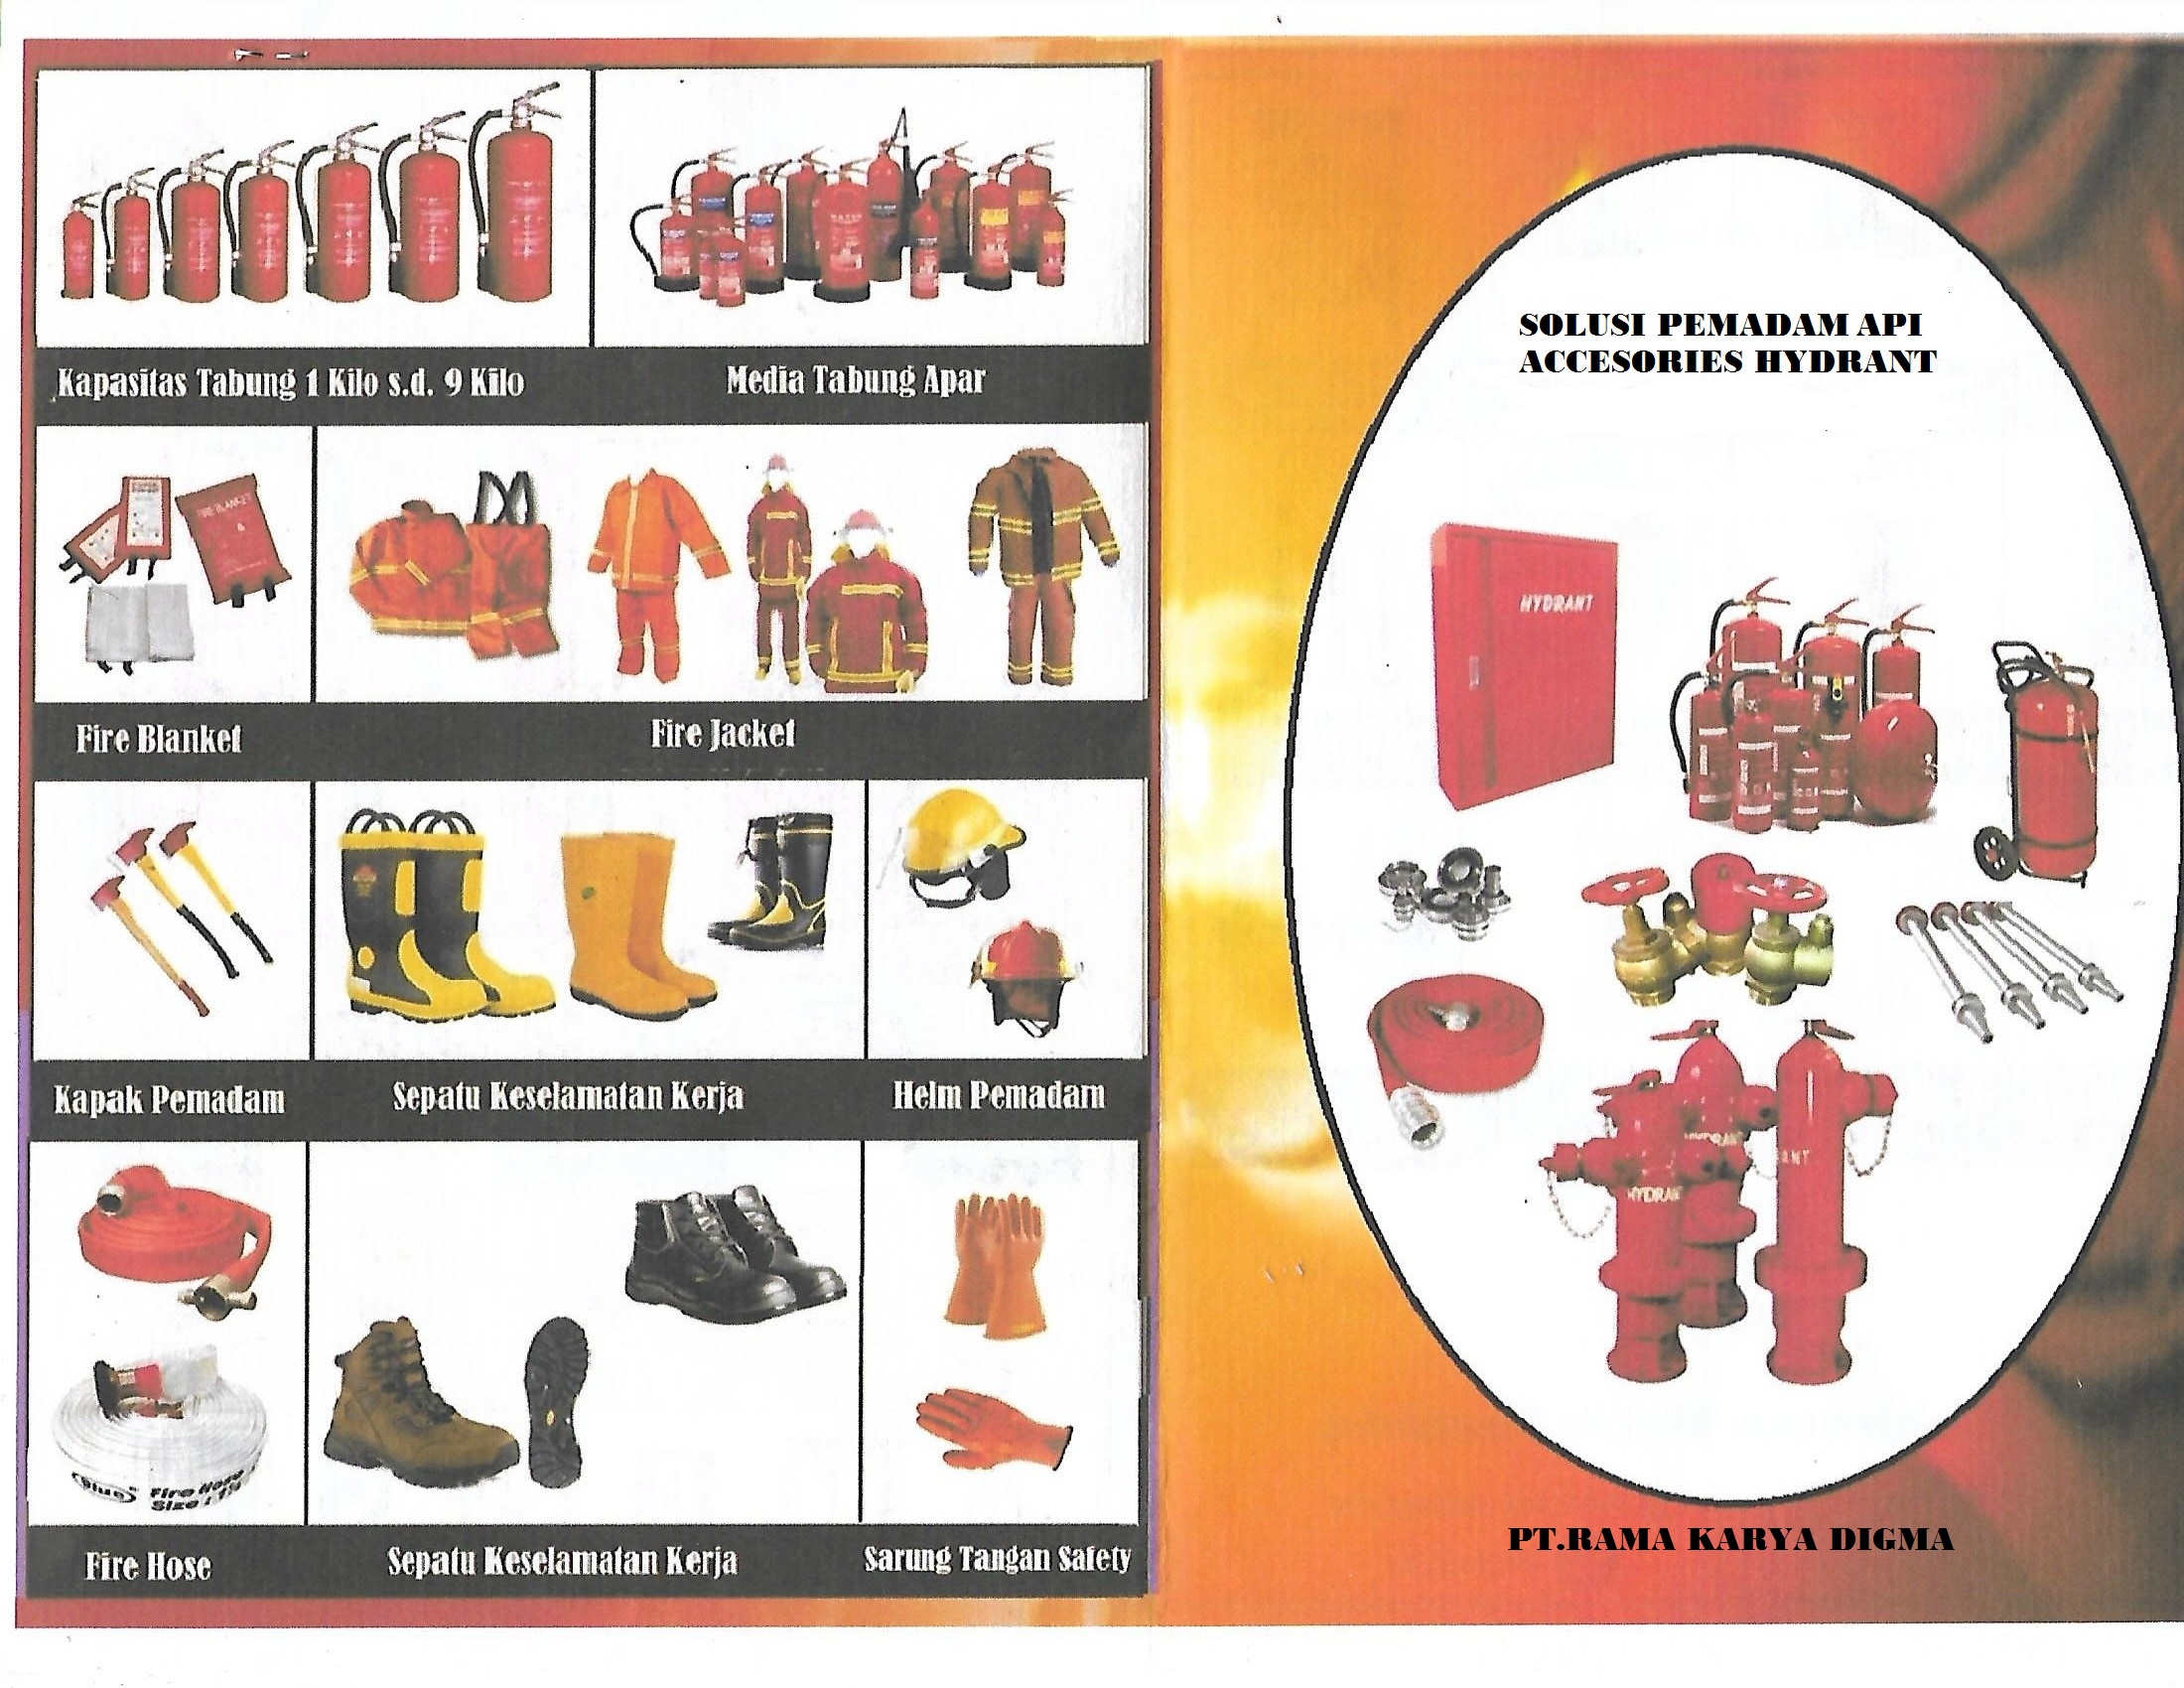 Kapasitas Tabung 1 Kilo s.d. 9 Kilo
Media Tabung Apar
FIRE BLANKET
Fire Blanket
Fire Jacket
Kapak Pemadam
Sepatu Keselamatan Kerja
Helm Pemadam
Blue
Fire Hose
Size : 1½
Fire Hose
Sepatu Keselamatan Kerja
Sarung Tangan Safety
SOLUSI PEMADAM API
ACCESORIES HYDRANT
HYDRANT
HYDRANT
ANT
HYDRANT
PT.RAMA KARYA DIGMA